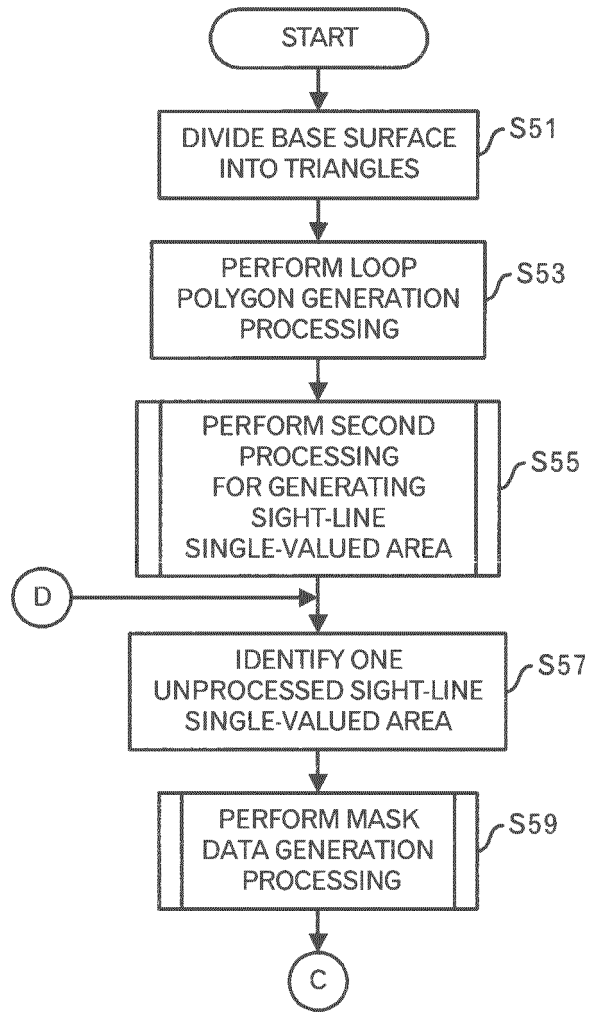 START
DIVIDE BASE SURFACE
INTO TRIANGLES
S51
PERFORM LOOP
POLYGON GENERATION
PROCESSING
S53
PERFORM SECOND
PROCESSING
FOR GENERATING
SIGHT-LINE
SINGLE-VALUED AREA
S55
D
IDENTIFY ONE
UNPROCESSED SIGHT-LINE
SINGLE-VALUED AREA
S57
PERFORM MASK
DATA GENERATION
PROCESSING
S59
C